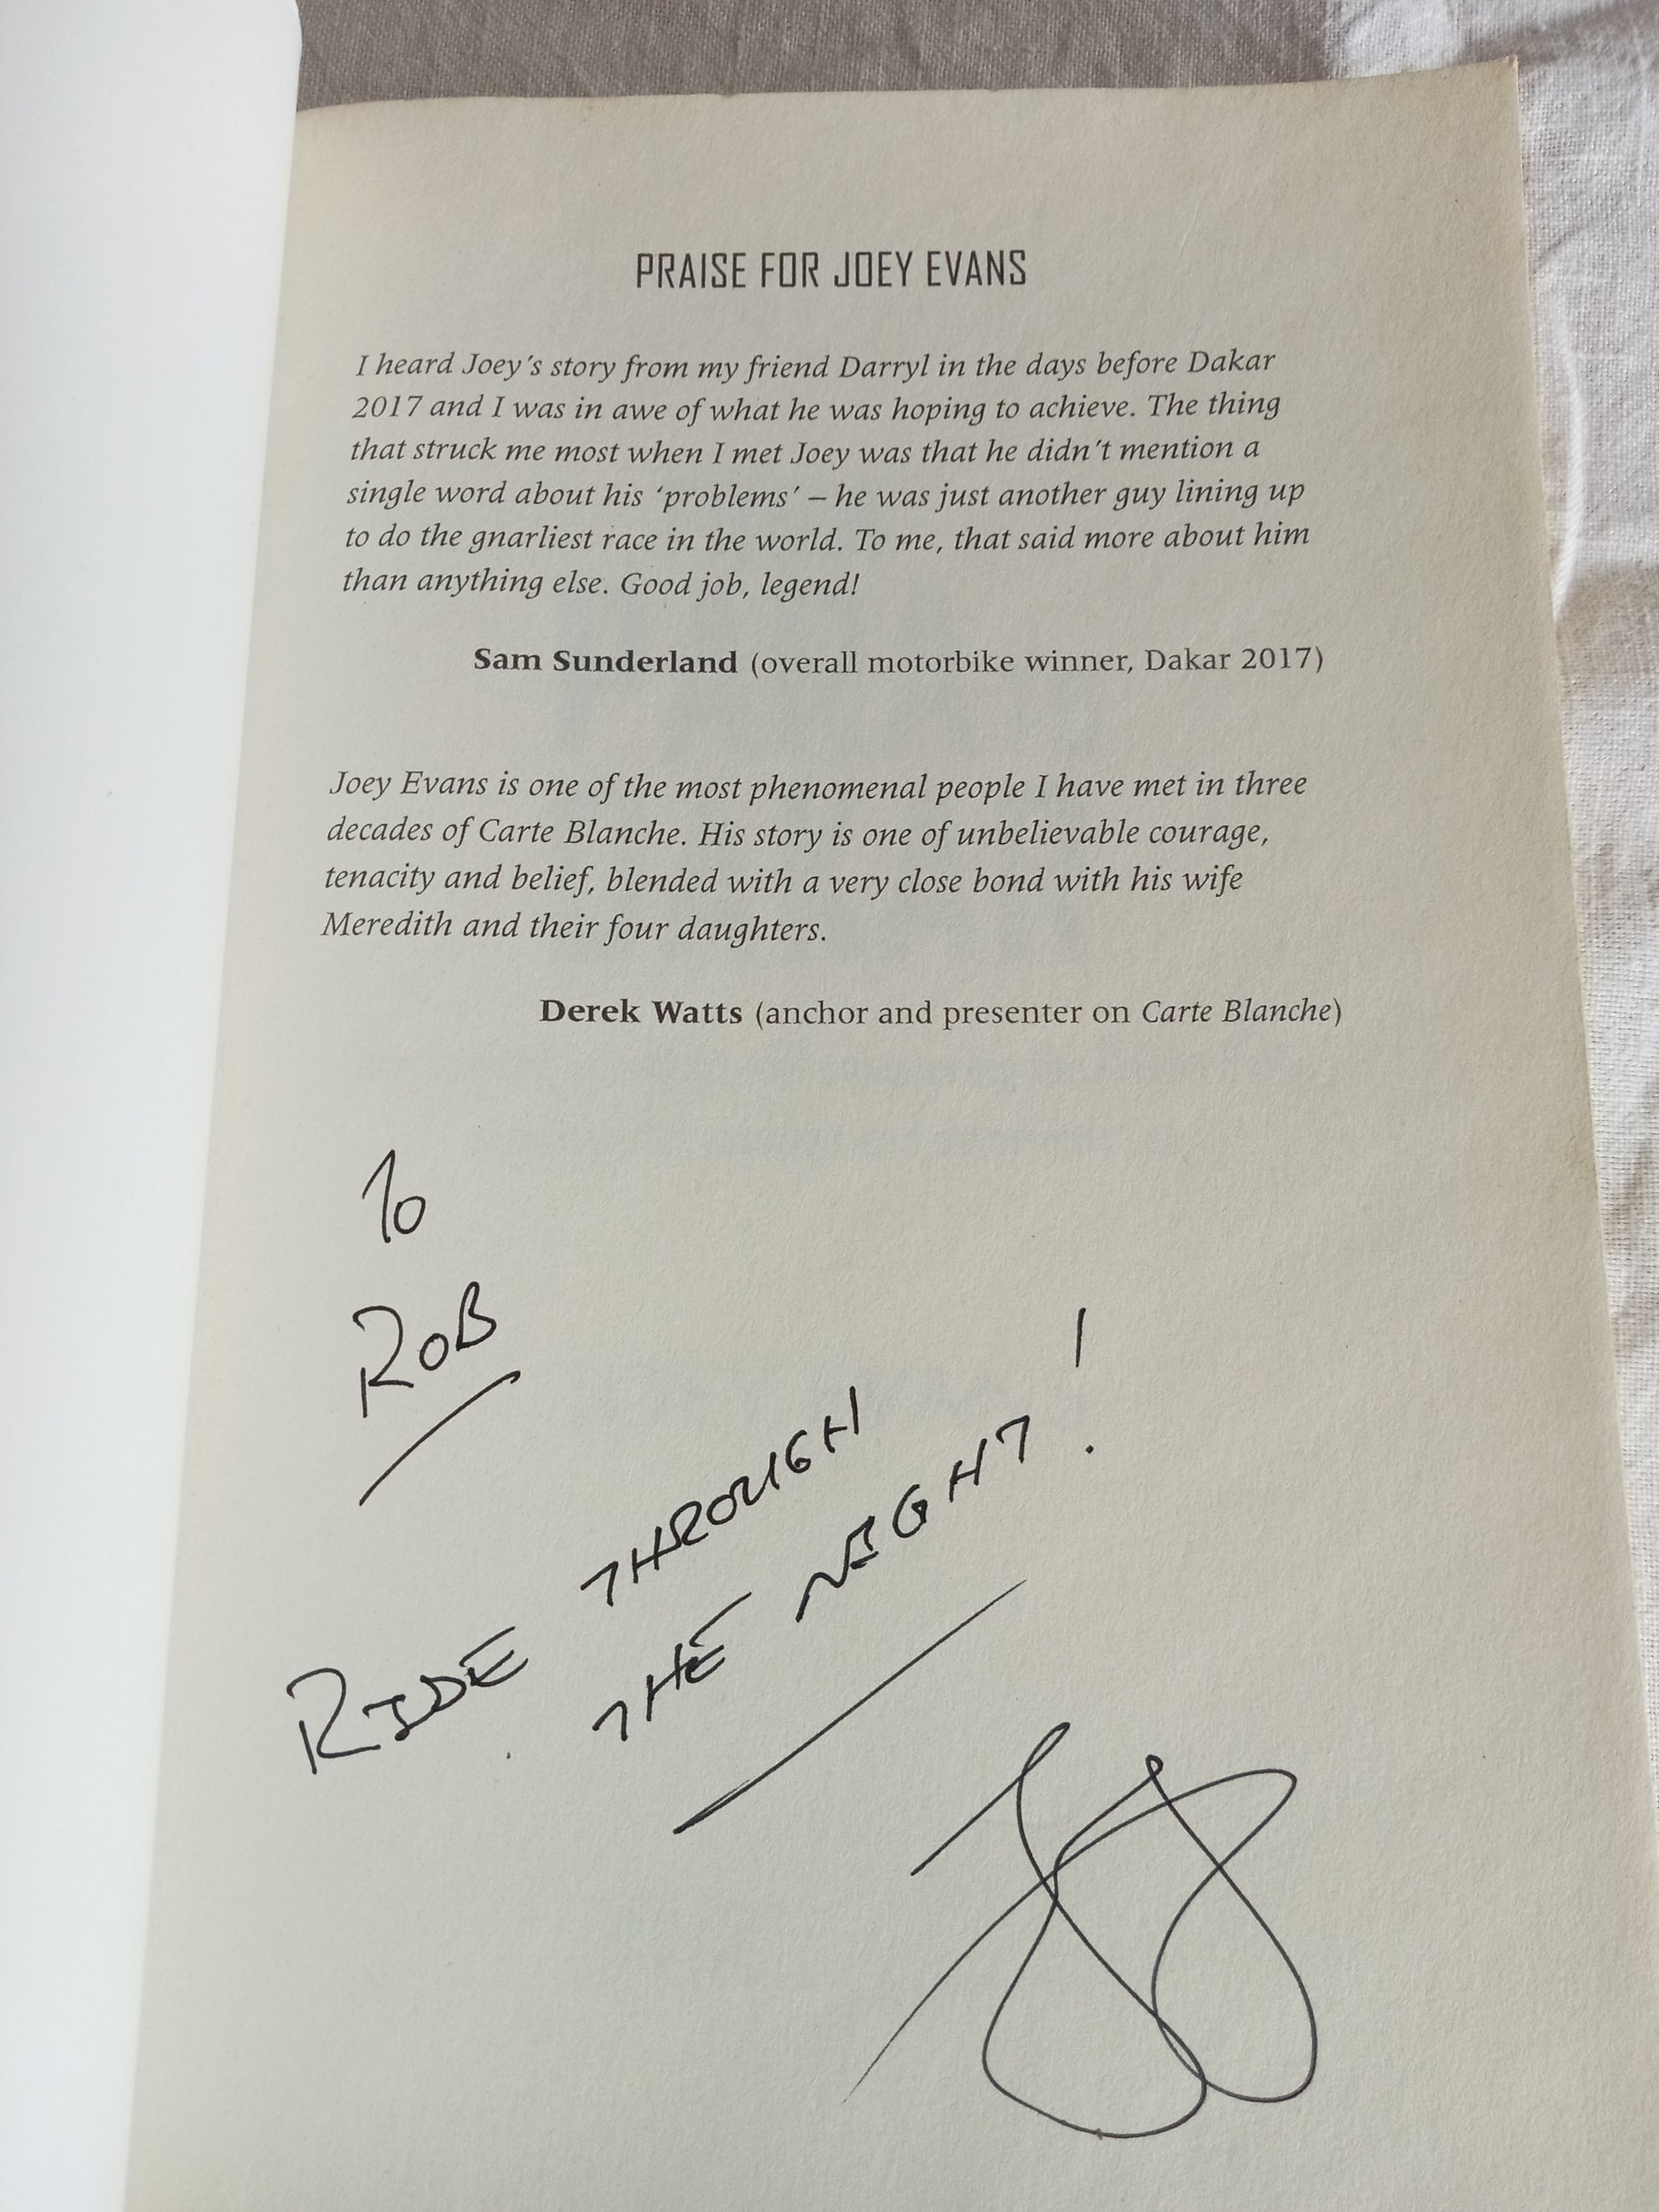 PRAISE FOR JOEY EVANS
I heard Joey's story from my friend Darryl in the days before Dakar
2017 and I was in awe of what he was hoping to achieve. The thing
that struck me most when I met Joey was that he didn't mention a
single word about his ‘problems’ – he was just another guy lining up
to do the gnarliest race in the world. To me, that said more about him
than anything else. Good job, legend!
Sam Sunderland (overall motorbike winner, Dakar 2017)
Joey Evans is one of the most phenomenal people I have met in three
decades of Carte Blanche. His story is one of unbelievable courage,
tenacity and belief, blended with a very close bond with his wife
Meredith and their four daughters.
Derek Watts (anchor and presenter on Carte Blanche)
To
ROB
RIDE THROUGH
THE NIGHT!